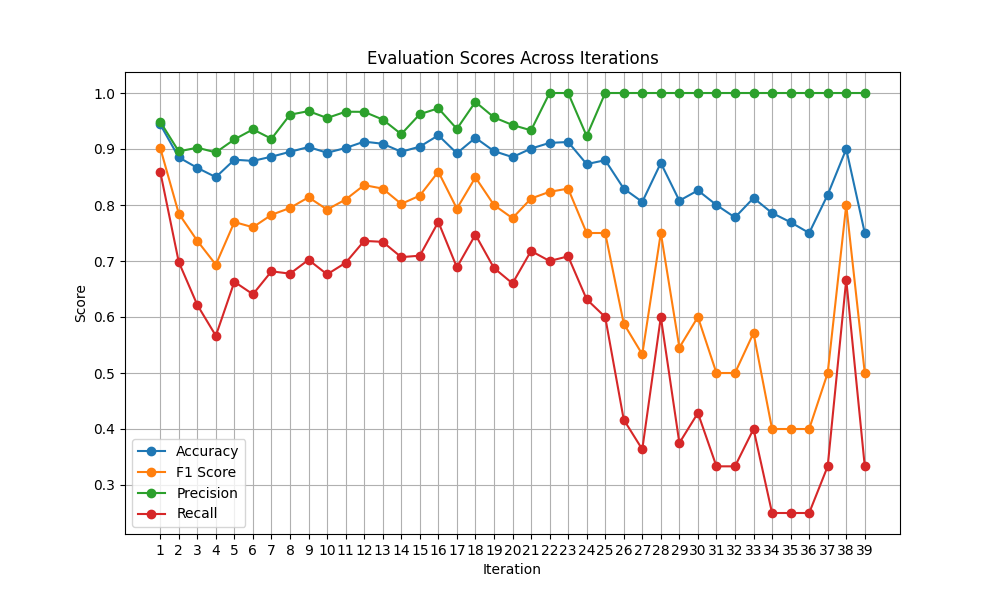 Evaluation Scores Across Iterations
Score
1.0
0.9
0.8
0.7
0.6
0.5
0.4
0.3
Accuracy
F1 Score
Precision
Recall
1 2 3 4 5 6 7 8 9 10 11 12 13 14 15 16 17 18 19 20 21 22 23 24 25 26 27 28 29 30 31 32 33 34 35 36 37 38 39
Iteration